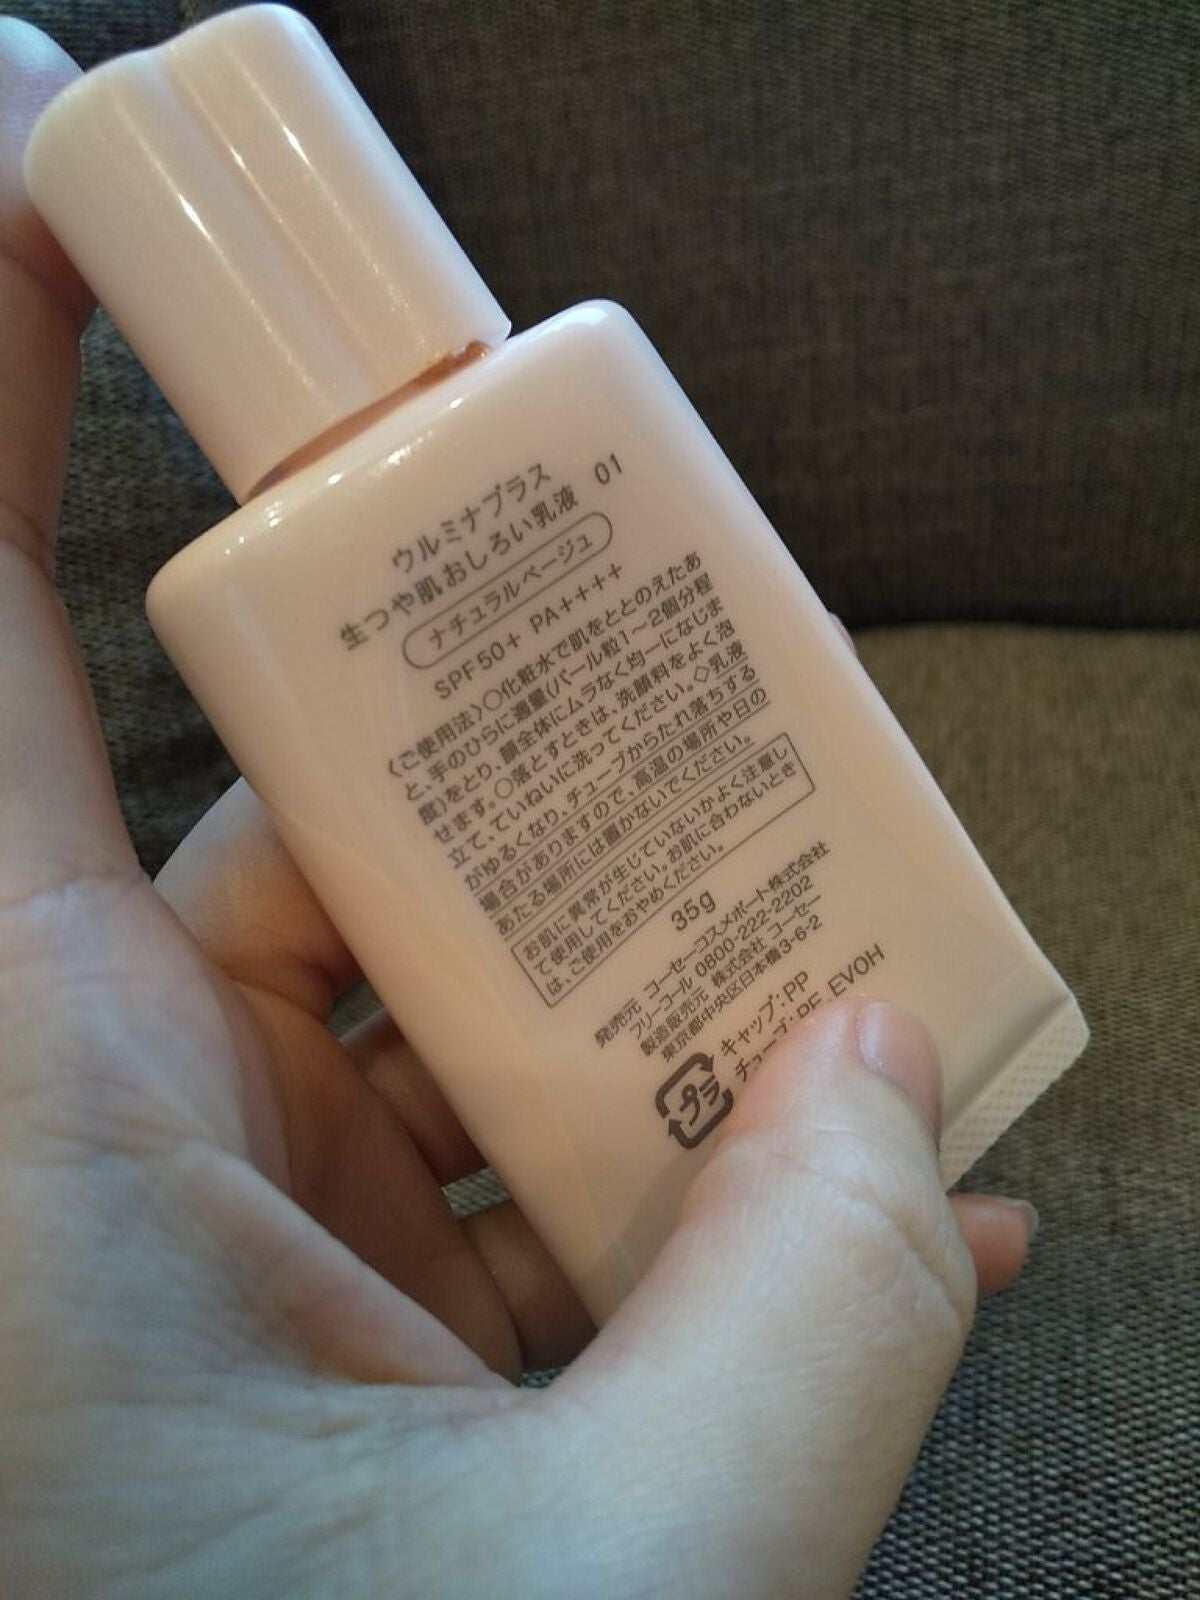 ウルミナプラス
生つや肌おしろい乳液 01
ナチュラルベージュ
SPF50+ PA++++
〈ご使用法〉○化粧水で肌をととのえたあ
と、手のひらに適量(パール粒1〜2個分程
度)をとり、顔全体にムラなく均一になじま
せます。○落とすときは、洗顔料をよく泡
立て、ていねいに洗ってください。◇乳液
がゆるくなり、チューブからたれ落ちする
場合がありますので、高温の場所や日の
あたる場所には置かないでください。
お肌に異常が生じていないかよく注意し
て使用してください。お肌に合わないとき
は、ご使用をおやめください。
35g
発売元 コーセーコスメポート株式会社
フリーコール 0800-222-2202
製造販売元 株式会社 コーセー
東京都中央区日本橋3-6-2
プラ
キャップ:PP
チューブ:PE, EVOH